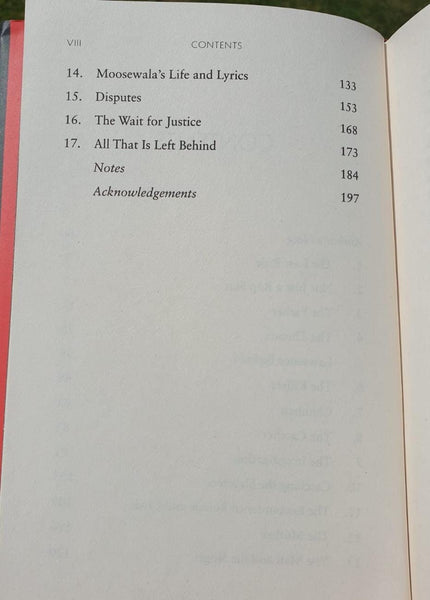 VIII CONTENTS
14. Moosewala's Life and Lyrics 133
15. Disputes 153
16. The Wait for Justice 168
17. All That Is Left Behind 173
Notes 184
Acknowledgements 197